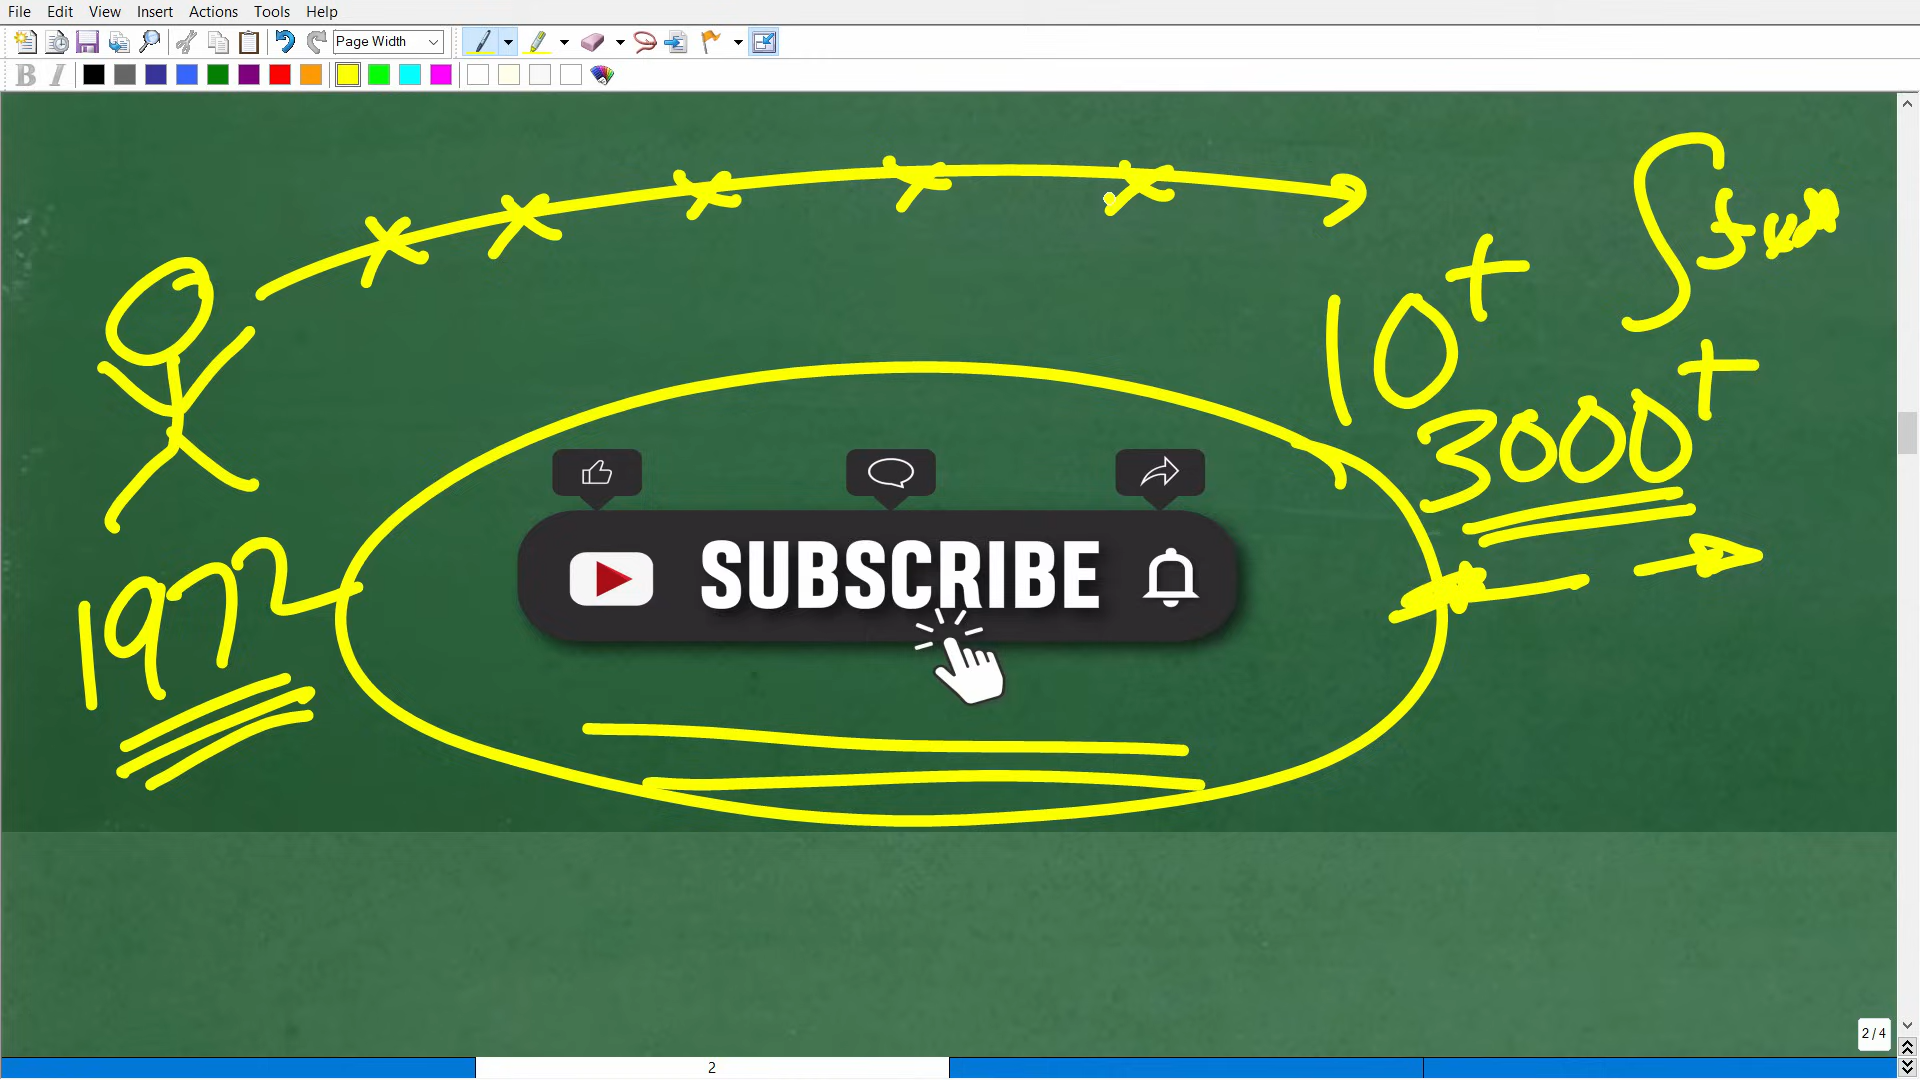 File Edit View Insert Actions Tools Help
Page Width
B I
10+
3000+
SUBSCRIBE
1972
2 / 4
2